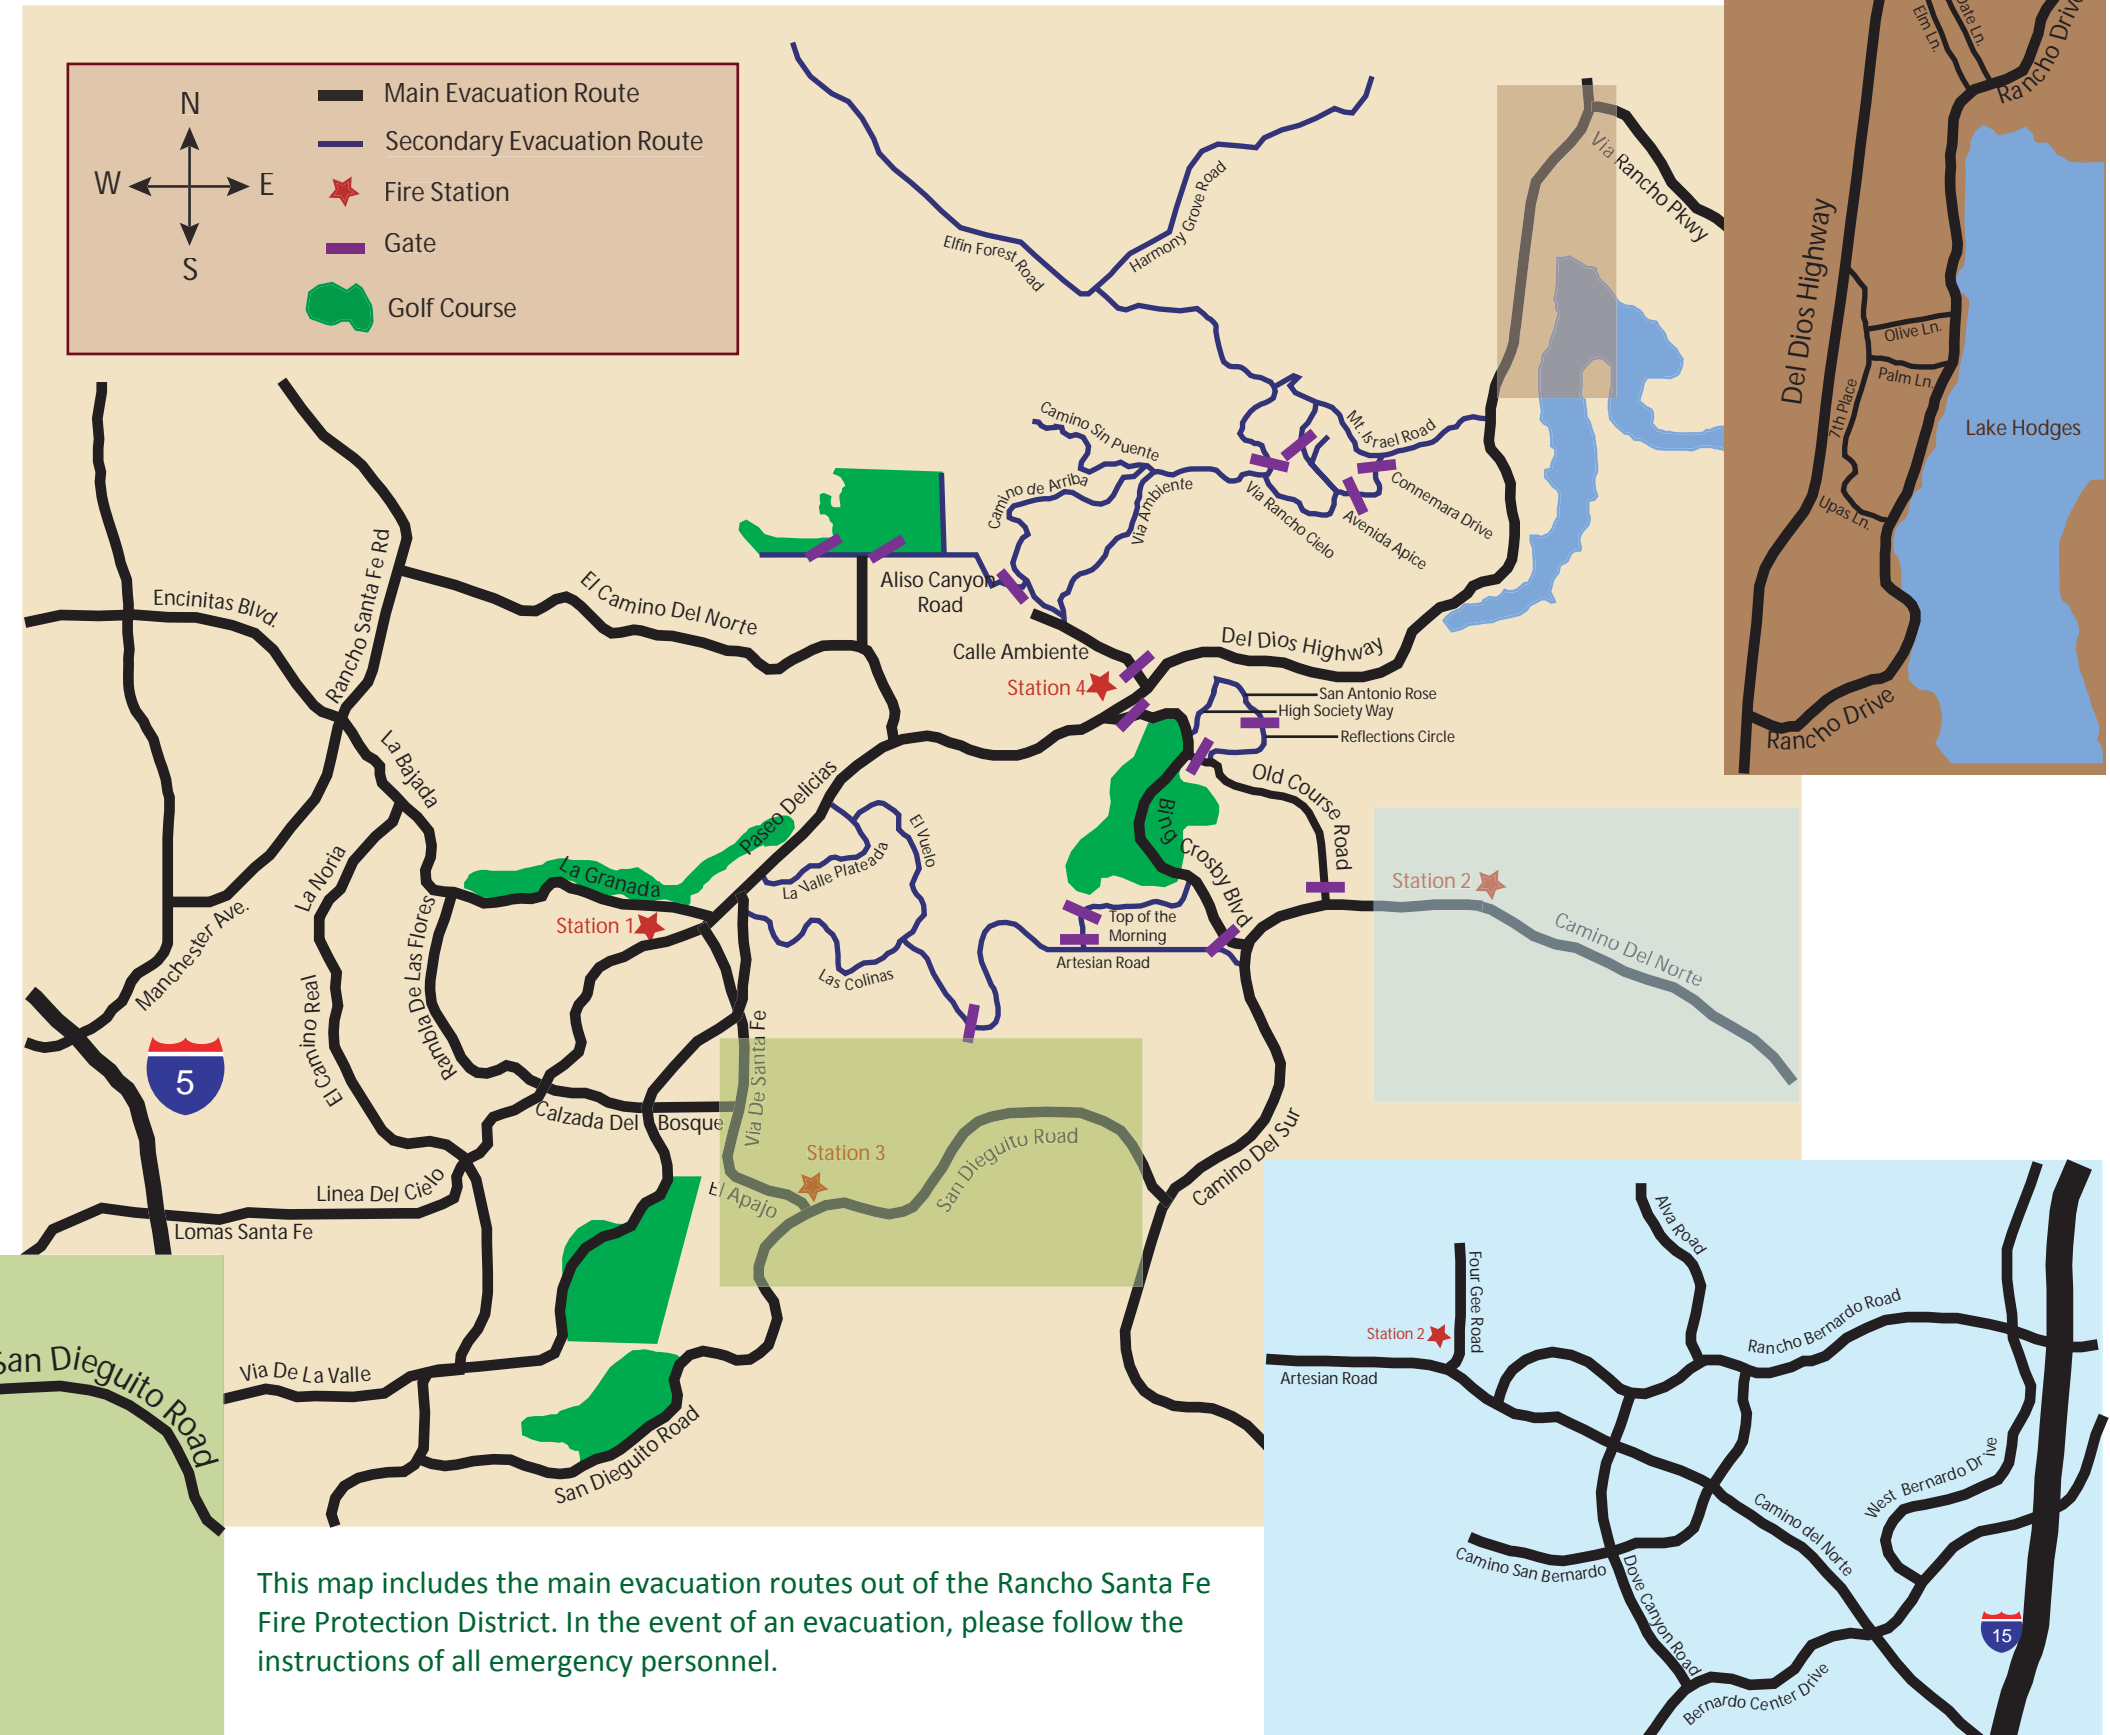 N
W
E
S
Main Evacuation Route
Secondary Evacuation Route
Fire Station
Gate
Golf Course
Elfin Forest Road
Harmony Grove Road
Via Rancho Pkwy
Camino Sin Puente
Mt. Israel Road
Camino de Arriba
Via Ambiente
Via Rancho Cielo
Avenida Apice
Connemara Drive
Aliso Canyon
Road
Encinitas Blvd.
Rancho Santa Fe Rd
El Camino Del Norte
Calle Ambiente
Del Dios Highway
Station 4
San Antonio Rose
High Society Way
Reflections Circle
La Bajada
Paseo Delicias
Old Course Road
Bing Crosby Blvd
El Vuelo
La Valle Plateada
La Noria
La Granada
Station 1
Station 2
Camino Del Norte
Manchester Ave.
Rambla De Las Flores
Top of the
Morning
Artesian Road
Las Colinas
El Camino Real
Via De Santa Fe
5
Calzada Del Bosque
Station 3
San Dieguito Road
El Apajo
Camino Del Sur
Linea Del Cielo
Lomas Santa Fe
Via De La Valle
San Dieguito Road
San Dieguito Road
Elm Ln.
Date Ln.
Rancho Drive
Del Dios Highway
Olive Ln.
Palm Ln.
7th Place
Lake Hodges
Upas Ln.
Rancho Drive
Alva Road
Four Gee Road
Station 2
Artesian Road
Rancho Bernardo Road
West Bernardo Drive
Camino del Norte
Camino San Bernardo
Dove Canyon Road
Bernardo Center Drive
15
This map includes the main evacuation routes out of the Rancho Santa Fe
Fire Protection District. In the event of an evacuation, please follow the
instructions of all emergency personnel.